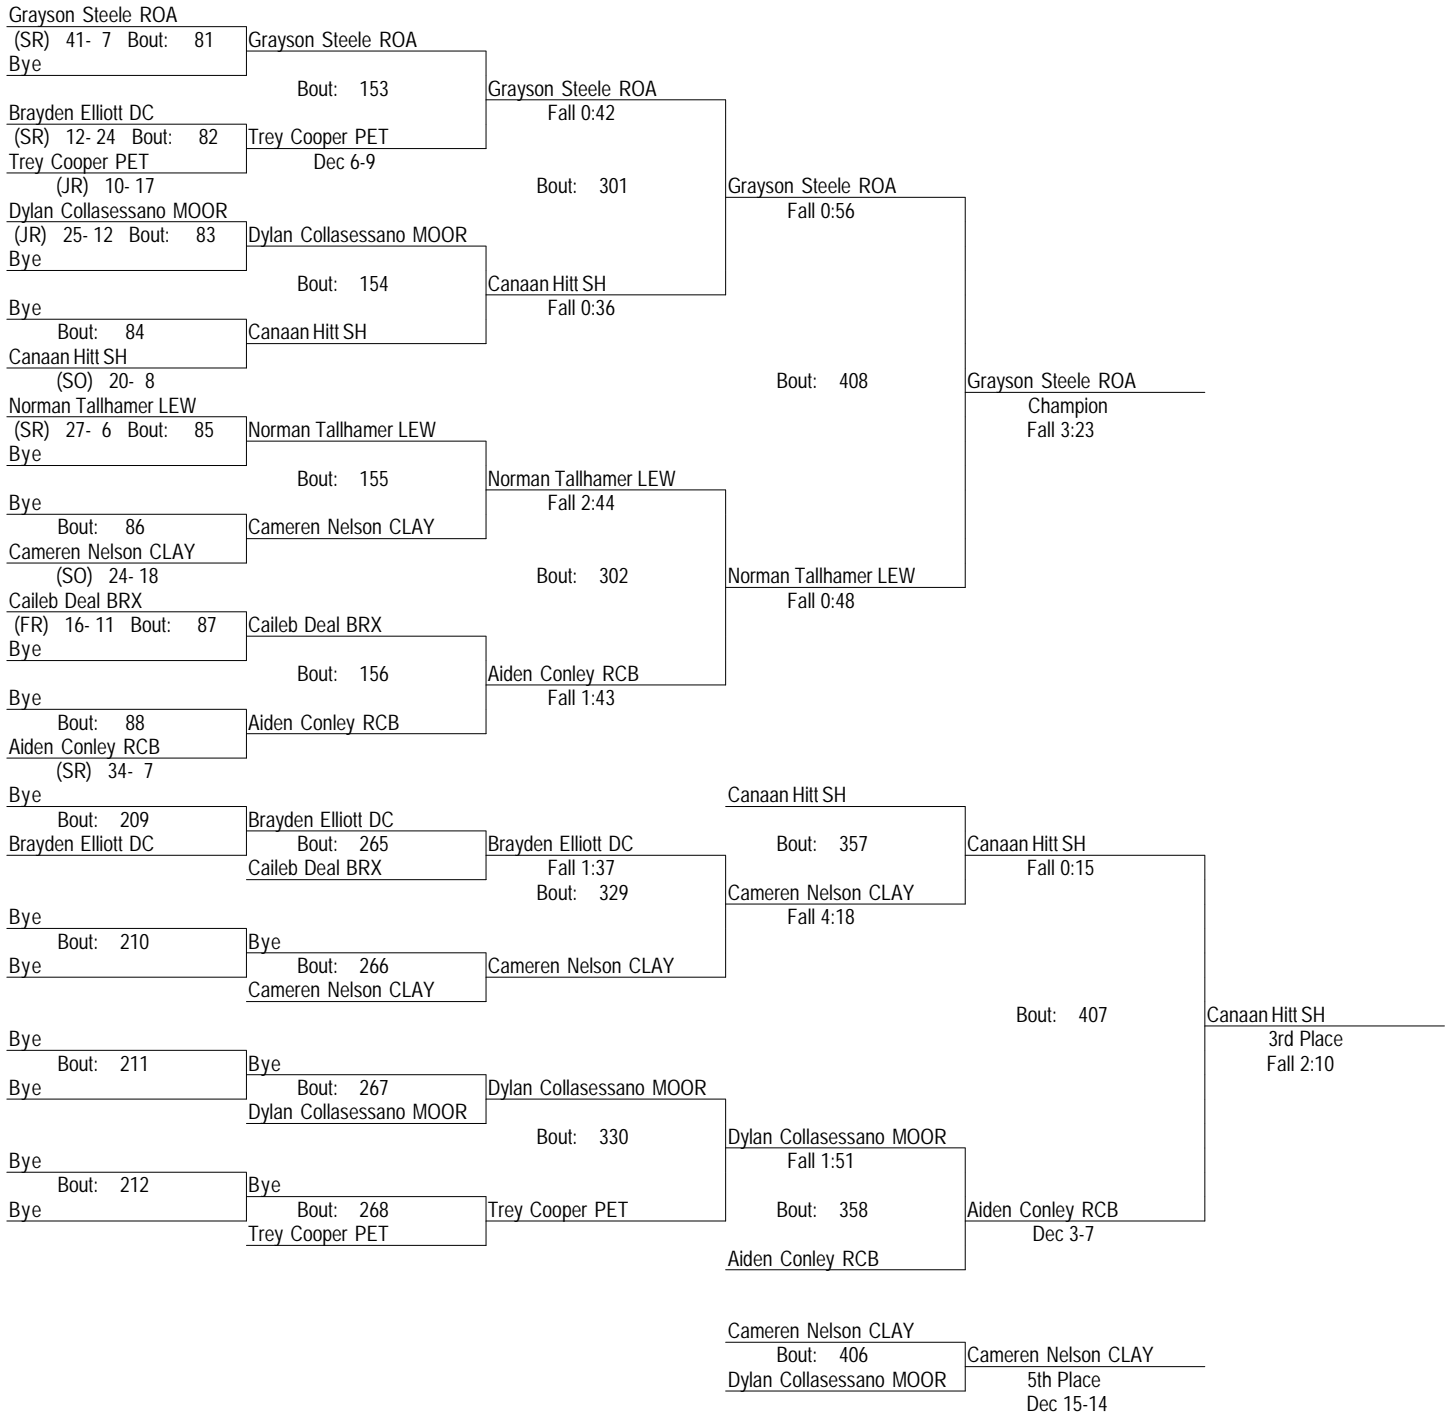 Grayson Steele ROA
(SR) 41- 7 Bout: 81 Grayson Steele ROA
Bye
Bout: 153 Grayson Steele ROA
Brayden Elliott DC Fall 0:42
(SR) 12- 24 Bout: 82 Trey Cooper PET
Trey Cooper PET Dec 6-9
(JR) 10- 17 Bout: 301 Grayson Steele ROA
Dylan Collasessano MOOR Fall 0:56
(JR) 25- 12 Bout: 83 Dylan Collasessano MOOR
Bye
Bout: 154 Canaan Hitt SH
Bye Fall 0:36
Bout: 84 Canaan Hitt SH
Canaan Hitt SH
(SO) 20- 8 Bout: 408 Grayson Steele ROA
Norman Tallhamer LEW Champion
(SR) 27- 6 Bout: 85 Norman Tallhamer LEW Fall 3:23
Bye
Bout: 155 Norman Tallhamer LEW
Bye Fall 2:44
Bout: 86 Cameren Nelson CLAY
Cameren Nelson CLAY
(SO) 24- 18 Bout: 302 Norman Tallhamer LEW
Caileb Deal BRX Fall 0:48
(FR) 16- 11 Bout: 87 Caileb Deal BRX
Bye
Bout: 156 Aiden Conley RCB
Bye Fall 1:43
Bout: 88 Aiden Conley RCB
Aiden Conley RCB
(SR) 34- 7
Bye Canaan Hitt SH
Bout: 209 Brayden Elliott DC
Brayden Elliott DC Bout: 265 Brayden Elliott DC Bout: 357 Canaan Hitt SH
Caileb Deal BRX Fall 1:37 Fall 0:15
Bout: 329 Cameren Nelson CLAY
Bye Fall 4:18
Bout: 210 Bye
Bye Bout: 266 Cameren Nelson CLAY
Cameren Nelson CLAY
Bout: 407 Canaan Hitt SH
Bye 3rd Place
Bout: 211 Bye Fall 2:10
Bye Bout: 267 Dylan Collasessano MOOR
Dylan Collasessano MOOR
Bout: 330 Dylan Collasessano MOOR
Bye Fall 1:51
Bout: 212 Bye
Bye Bout: 268 Trey Cooper PET Bout: 358 Aiden Conley RCB
Trey Cooper PET Dec 3-7
Aiden Conley RCB
Cameren Nelson CLAY
Bout: 406 Cameren Nelson CLAY
Dylan Collasessano MOOR 5th Place
Dec 15-14